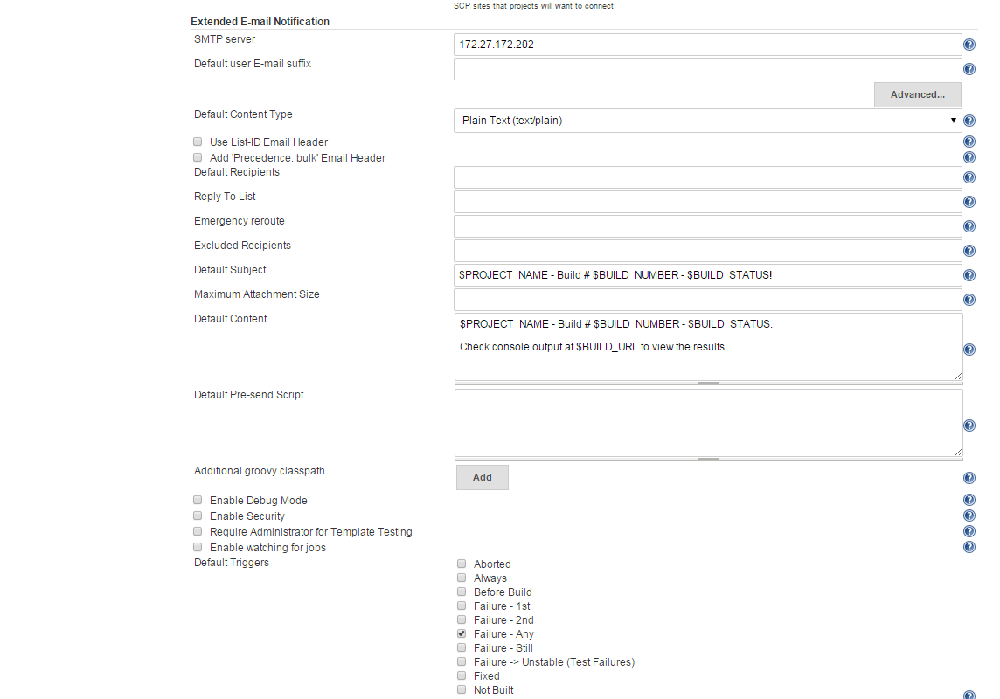 SCP sites that projects will want to connect
Extended E-mail Notification
SMTP server
172.27.172.202
Default user E-mail suffix
Advanced...
Default Content Type
Plain Text (text/plain)
Use List-ID Email Header
Add 'Precedence: bulk' Email Header
Default Recipients
Reply To List
Emergency reroute
Excluded Recipients
Default Subject
$PROJECT_NAME - Build # $BUILD_NUMBER - $BUILD_STATUS!
Maximum Attachment Size
Default Content
$PROJECT_NAME - Build # $BUILD_NUMBER - $BUILD_STATUS:
Check console output at $BUILD_URL to view the results.
Default Pre-send Script
Additional groovy classpath
Add
Enable Debug Mode
Enable Security
Require Administrator for Template Testing
Enable watching for jobs
Default Triggers
Aborted
Always
Before Build
Failure - 1st
Failure - 2nd
Failure - Any
Failure - Still
Failure -> Unstable (Test Failures)
Fixed
Not Built